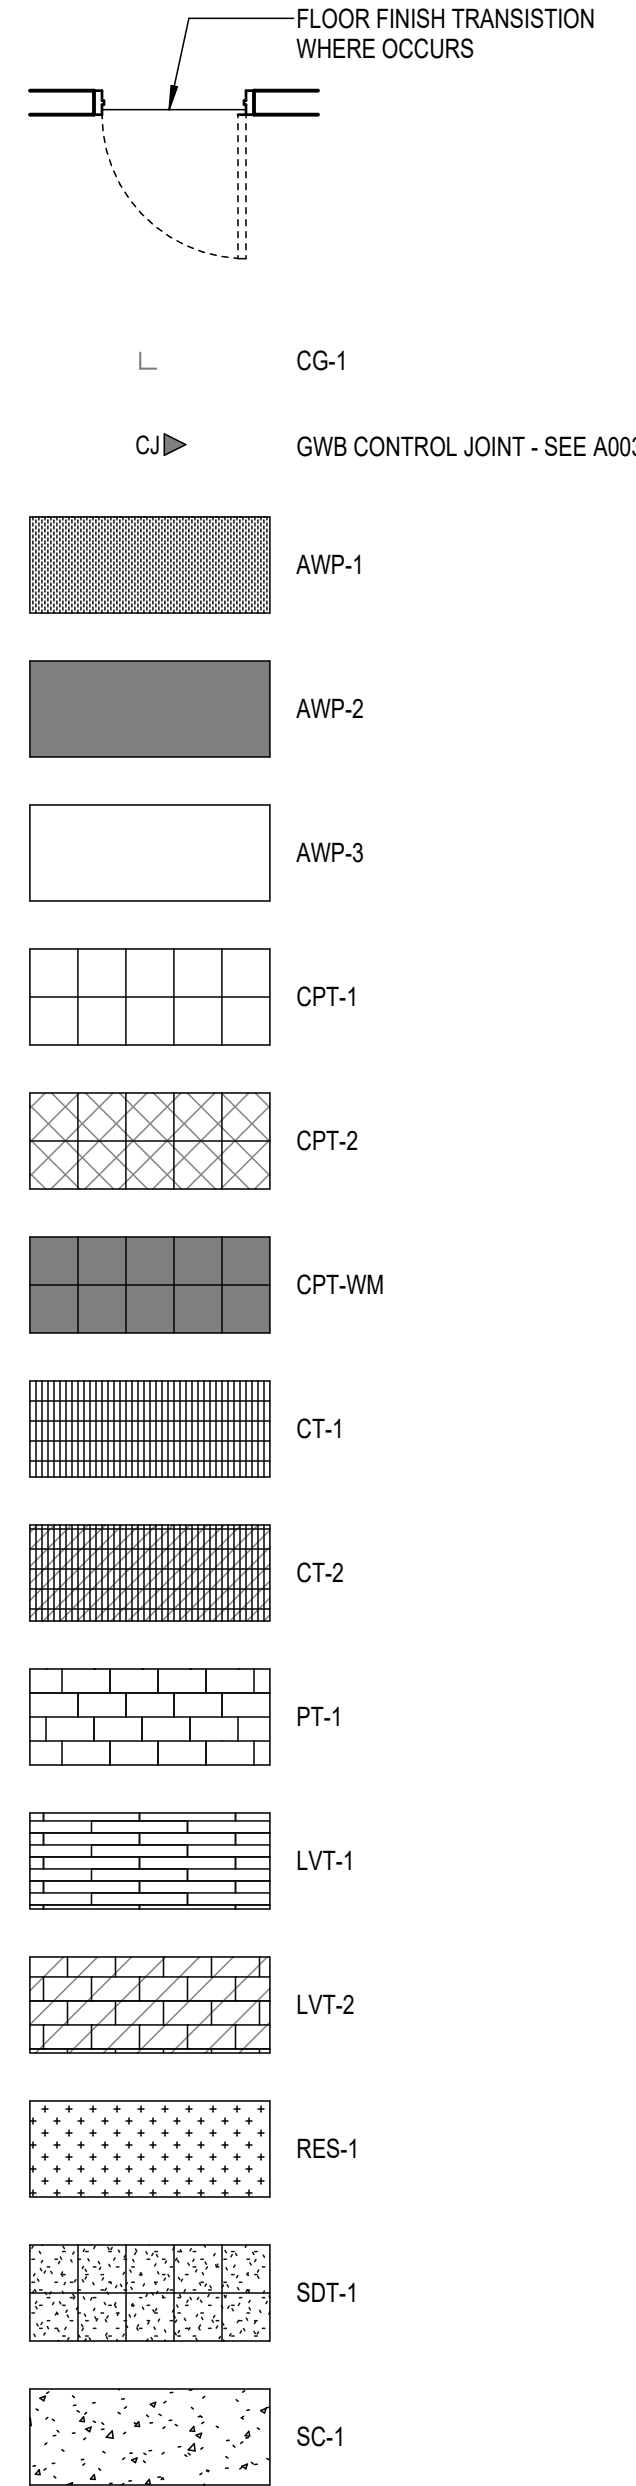 FLOOR FINISH TRANSISTION
WHERE OCCURS
CG-1
CJ GWB CONTROL JOINT - SEE A003
AWP-1
AWP-2
AWP-3
CPT-1
CPT-2
CPT-WM
CT-1
CT-2
PT-1
LVT-1
LVT-2
RES-1
SDT-1
SC-1